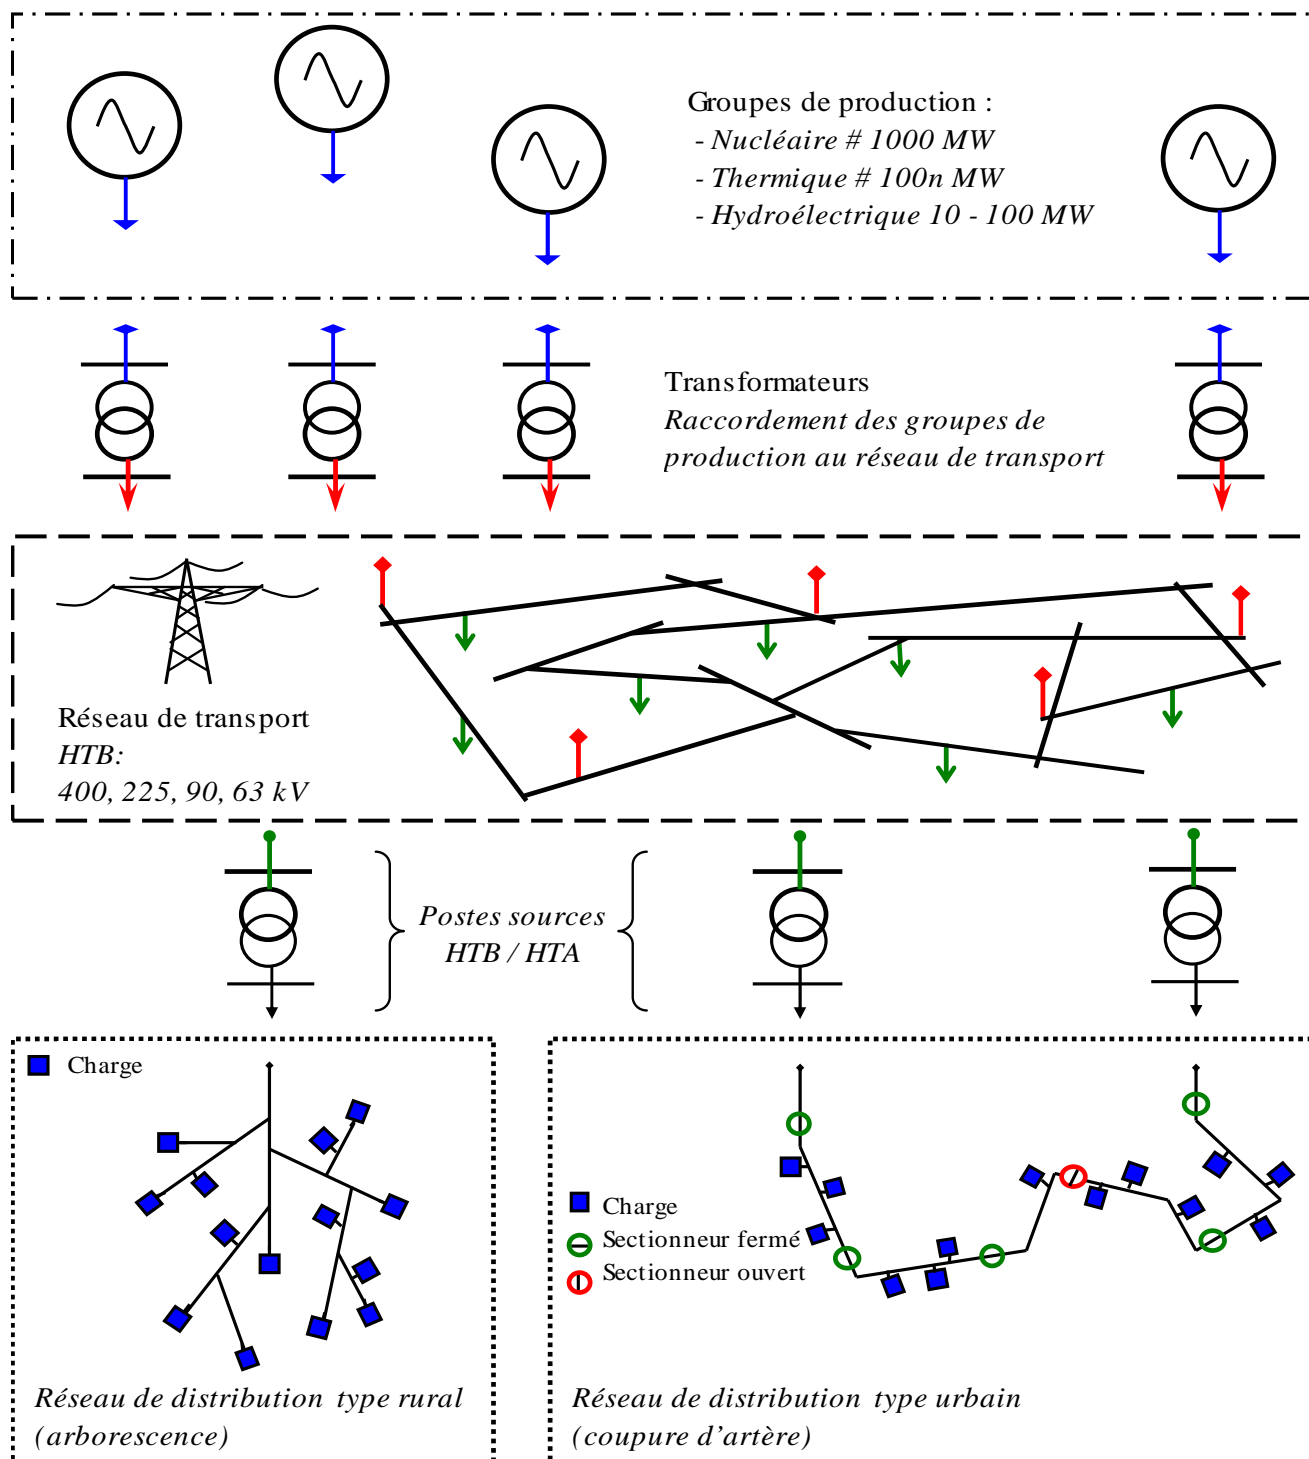 Groupes de production :
- Nucléaire # 1000 MW
- Thermique # 100n MW
- Hydroélectrique 10 - 100 MW
Transformateurs
Raccordement des groupes de
production au réseau de transport
Réseau de transport
HTB:
400, 225, 90, 63 kV
Postes sources
HTB / HTA
Charge
Réseau de distribution type rural
(arborescence)
Charge
Sectionneur fermé
Sectionneur ouvert
Réseau de distribution type urbain
(coupure d'artère)